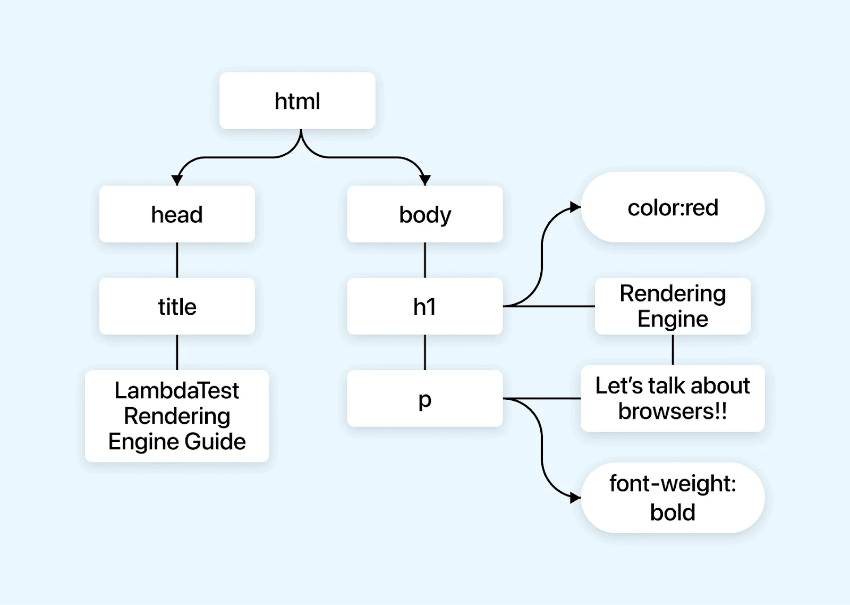 html
head
body
color:red
title
h1
Rendering
Engine
LambdaTest
Rendering
Engine Guide
p
Let’s talk about
browsers!!
font-weight:
bold